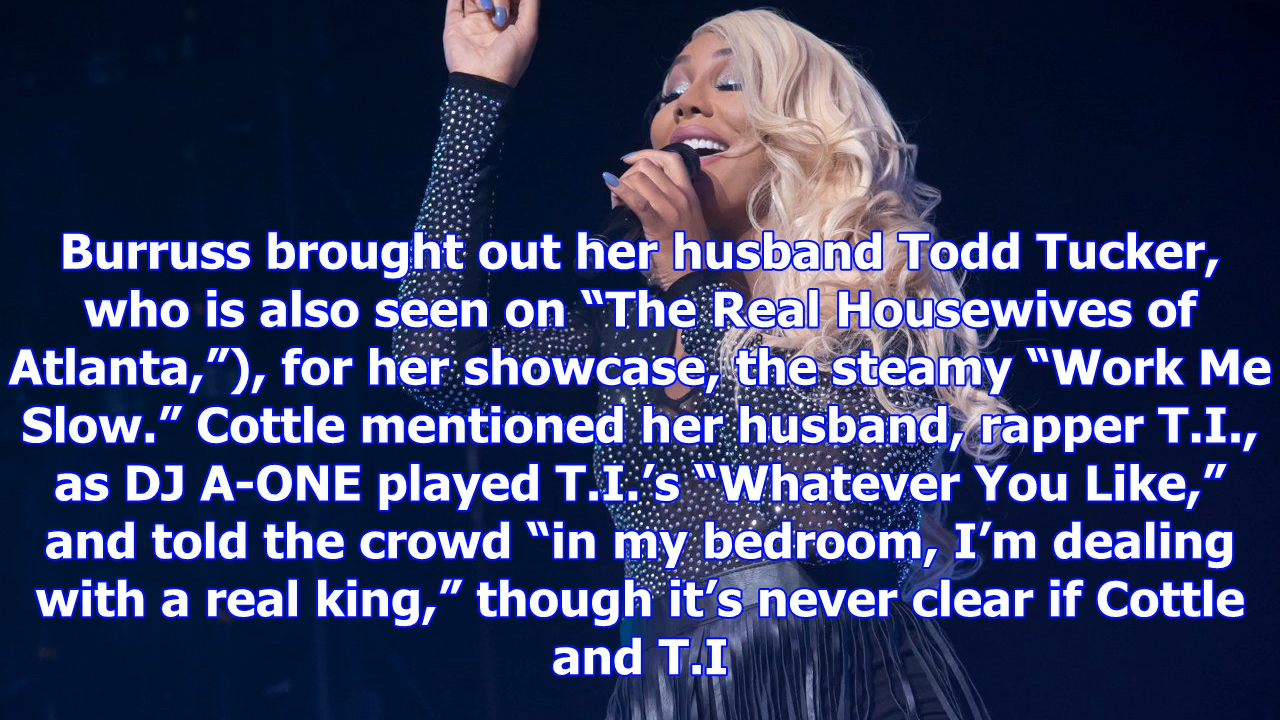 Burruss brought out her husband Todd Tucker,
who is also seen on “The Real Housewives of
Atlanta,”), for her showcase, the steamy “Work Me
Slow.” Cottle mentioned her husband, rapper T.I.,
as DJ A-ONE played T.I.’s “Whatever You Like,”
and told the crowd “in my bedroom, I’m dealing
with a real king,” though it’s never clear if Cottle
and T.I